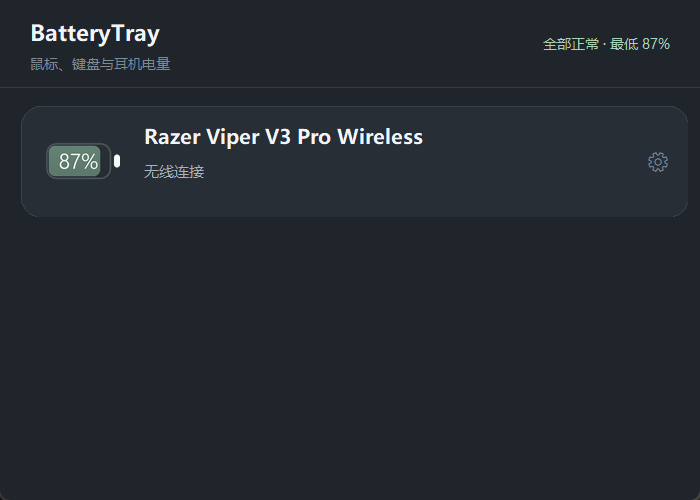 BatteryTray
鼠标、键盘与耳机电量
全部正常 · 最低 87%
87%
Razer Viper V3 Pro Wireless
无线连接